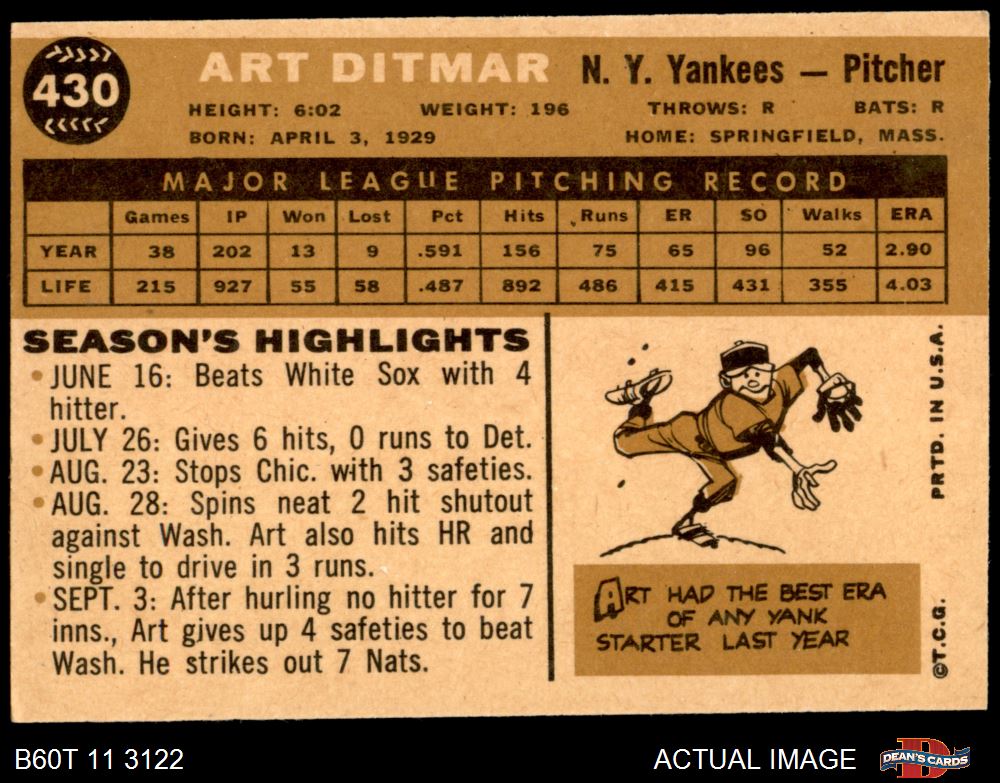 430
ART DITMAR N. Y. Yankees — Pitcher
HEIGHT: 6:02 WEIGHT: 196 THROWS: R BATS: R
BORN: APRIL 3, 1929 HOME: SPRINGFIELD, MASS.
MAJOR LEAGUE PITCHING RECORD
Games IP Won Lost Pct Hits Runs ER SO Walks ERA
YEAR 38 202 13 9 .591 156 75 65 96 52 2.90
LIFE 215 927 55 58 .487 892 486 415 431 355 4.03
SEASON'S HIGHLIGHTS
• JUNE 16: Beats White Sox with 4
hitter.
• JULY 26: Gives 6 hits, 0 runs to Det.
• AUG. 23: Stops Chic. with 3 safeties.
• AUG. 28: Spins neat 2 hit shutout
against Wash. Art also hits HR and
single to drive in 3 runs.
• SEPT. 3: After hurling no hitter for 7
inns., Art gives up 4 safeties to beat
Wash. He strikes out 7 Nats.
ART HAD THE BEST ERA
OF ANY YANK
STARTER LAST YEAR
©T.C.G. PRTD. IN U.S.A.
B60T 11 3122 ACTUAL IMAGE DEAN'S CARDS